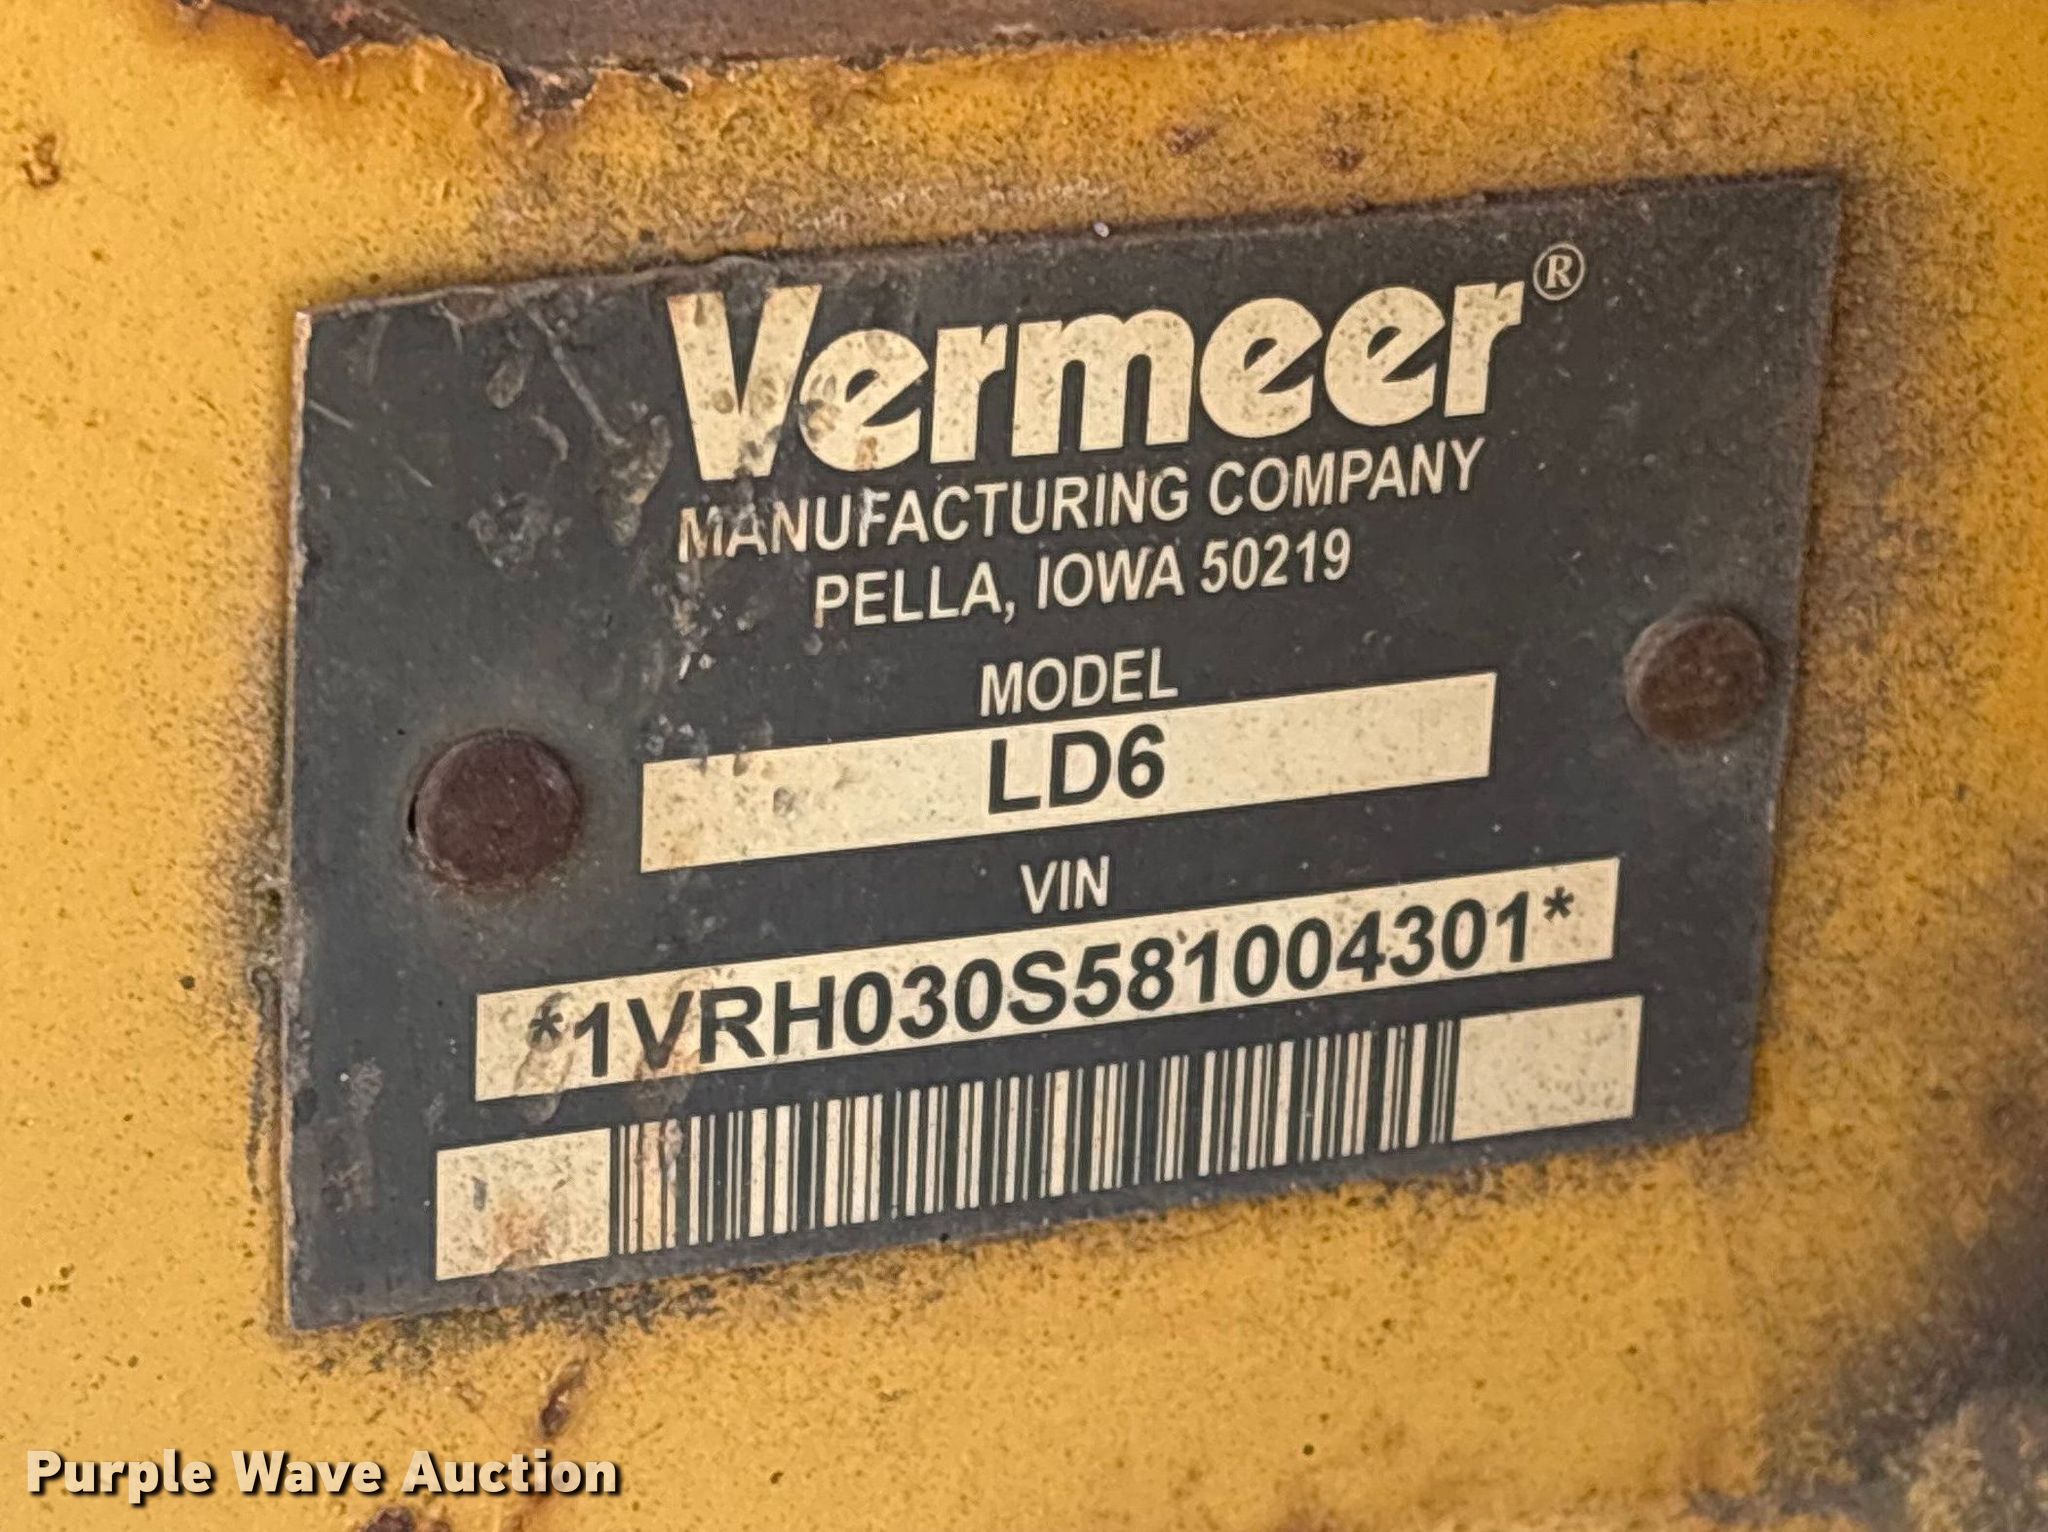 Vermeer®
MANUFACTURING COMPANY
PELLA, IOWA 50219
MODEL
LD6
VIN
*1VRH030S581004301*
Purple Wave Auction